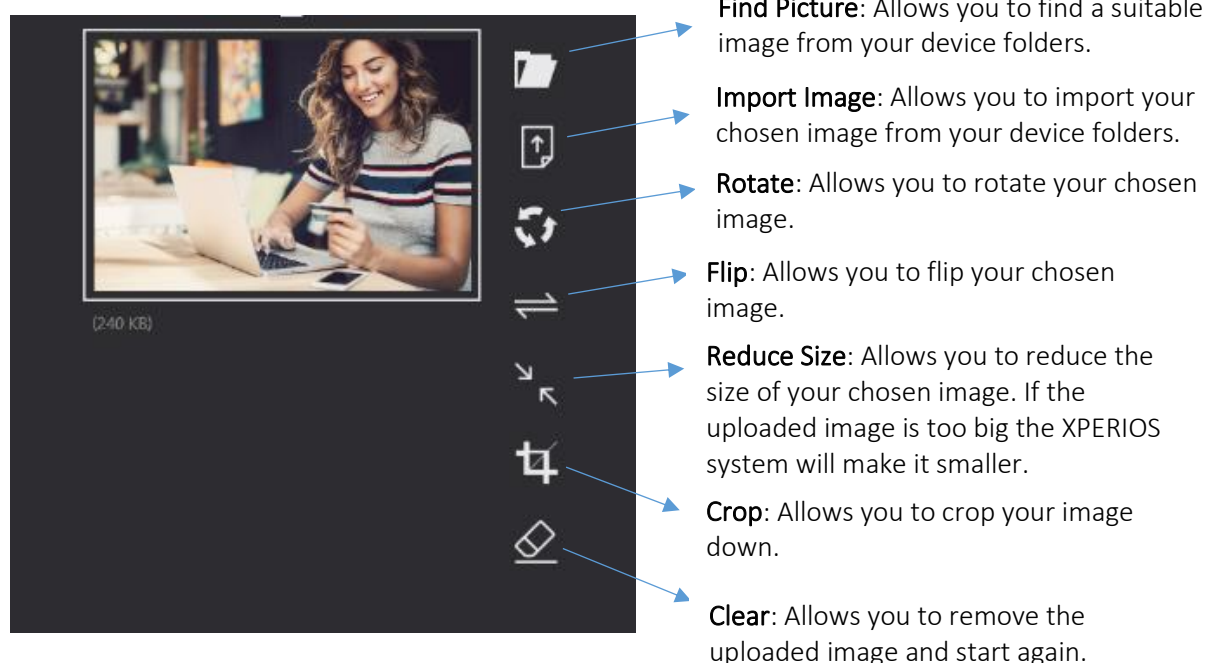 Find Picture: Allows you to find a suitable
image from your device folders.
Import Image: Allows you to import your
chosen image from your device folders.
Rotate: Allows you to rotate your chosen
image.
Flip: Allows you to flip your chosen
image.
(240 KB)
Reduce Size: Allows you to reduce the
size of your chosen image. If the
uploaded image is too big the XPERIOS
system will make it smaller.
Crop: Allows you to crop your image
down.
Clear: Allows you to remove the
uploaded image and start again.